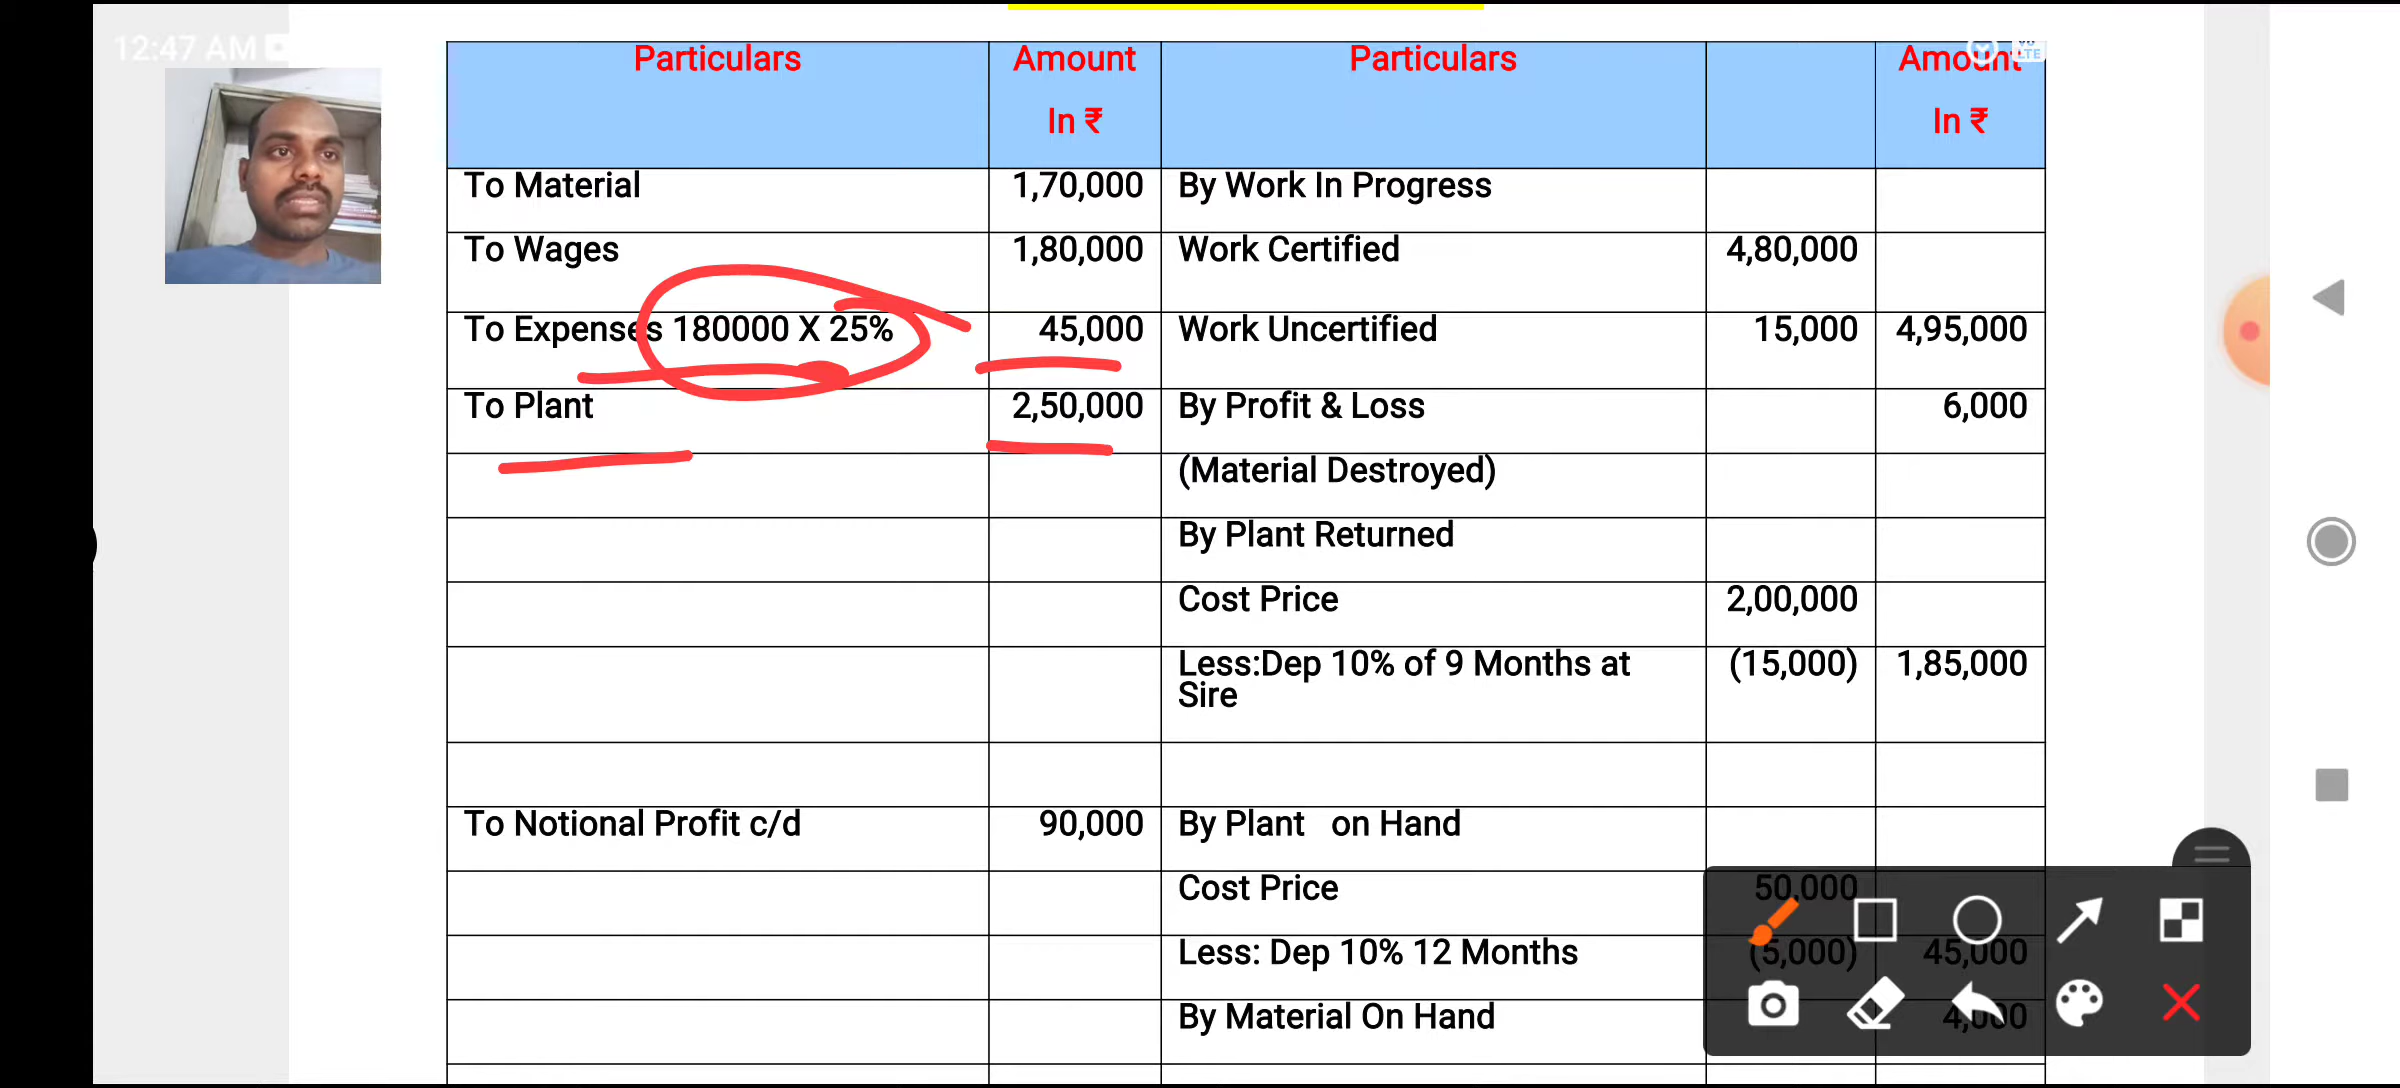 12:47 AM
Particulars Amount Particulars Amount
In ₹ In ₹
To Material 1,70,000 By Work In Progress
To Wages 1,80,000 Work Certified 4,80,000
To Expenses 180000 X 25% 45,000 Work Uncertified 15,000 4,95,000
To Plant 2,50,000 By Profit & Loss 6,000
(Material Destroyed)
By Plant Returned
Cost Price 2,00,000
Less:Dep 10% of 9 Months at (15,000) 1,85,000
Sire
To Notional Profit c/d 90,000 By Plant on Hand
Cost Price 50,000
Less: Dep 10% 12 Months (5,000) 45,000
By Material On Hand 4,000